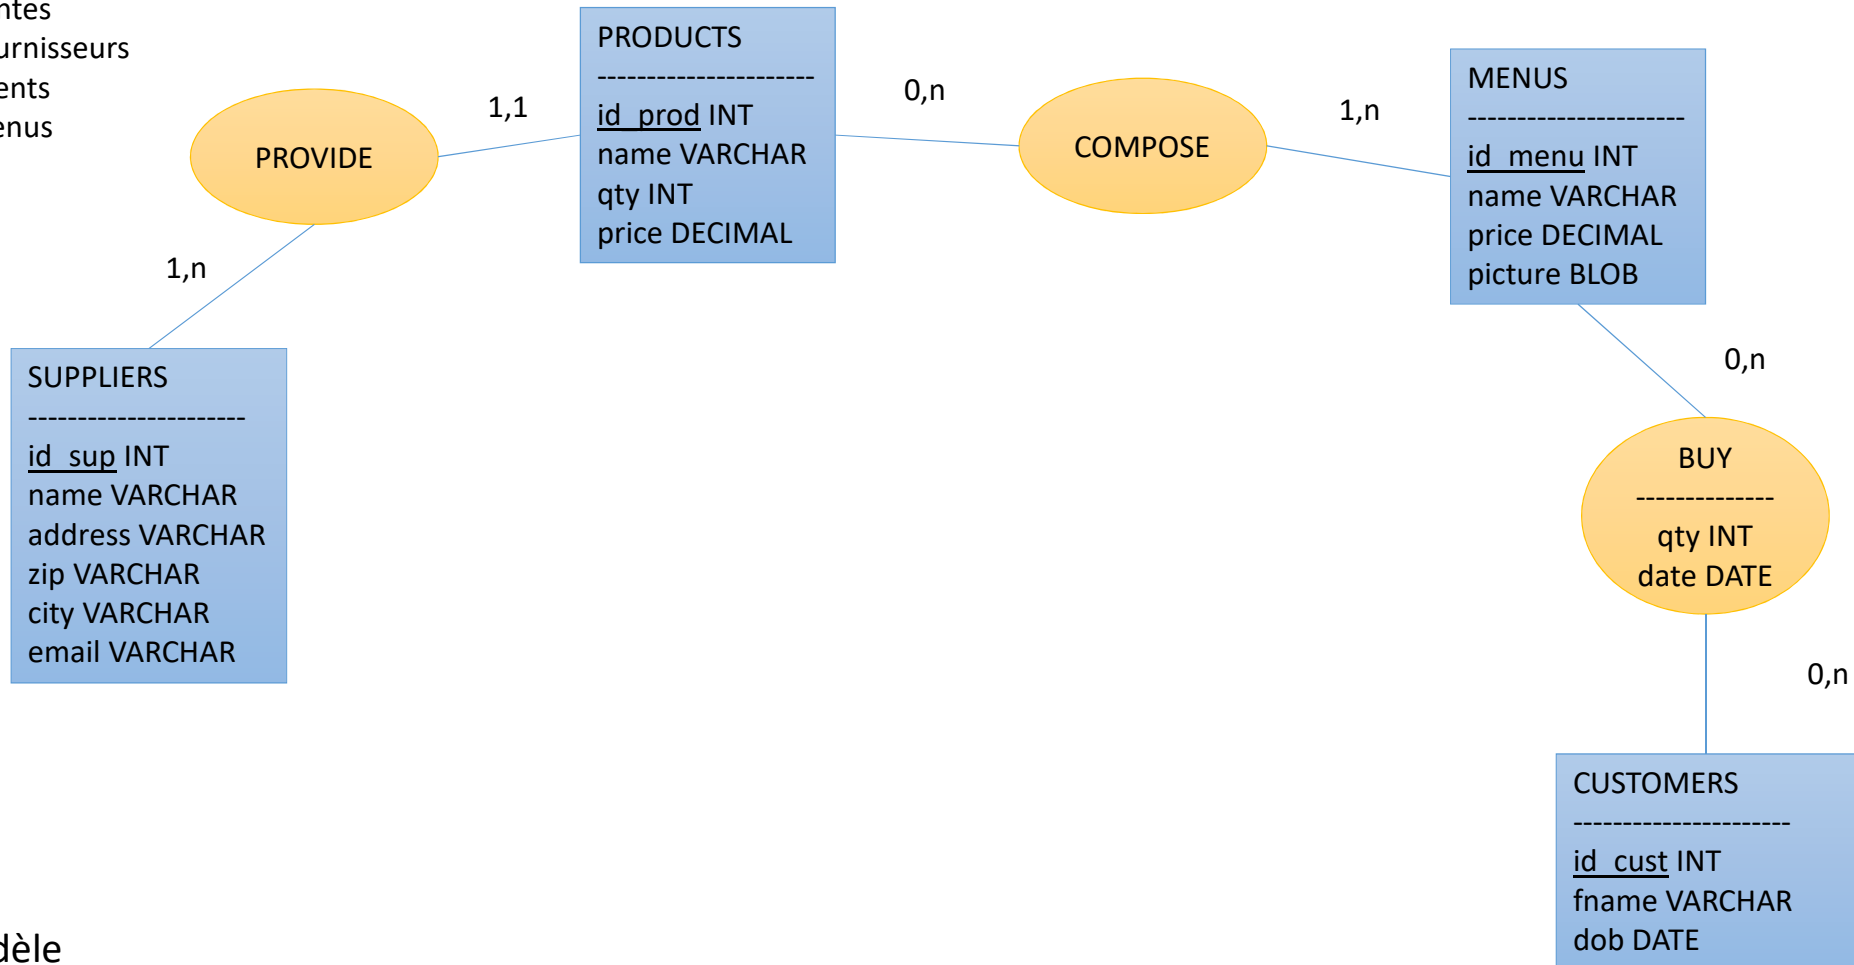 ntes
urnisseurs
ents
enus
PROVIDE
1,1
1,n
PRODUCTS
----------------------
id_prod INT
name VARCHAR
qty INT
price DECIMAL
0,n
COMPOSE
1,n
MENUS
----------------------
id_menu INT
name VARCHAR
price DECIMAL
picture BLOB
SUPPLIERS
----------------------
id_sup INT
name VARCHAR
address VARCHAR
zip VARCHAR
city VARCHAR
email VARCHAR
0,n
BUY
--------------
qty INT
date DATE
0,n
CUSTOMERS
----------------------
id_cust INT
fname VARCHAR
dob DATE
dèle